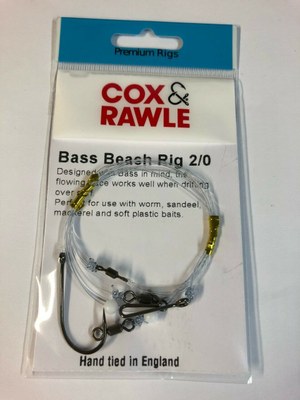 Premium Rigs
COX &
RAWLE
Bass Beash Rig 2/0
Designed with Bass in mind, the
flowing trace works well when drifting
over
Perfect for use with worm, sandeel,
mackerel and soft plastic baits.
Hand tied in England